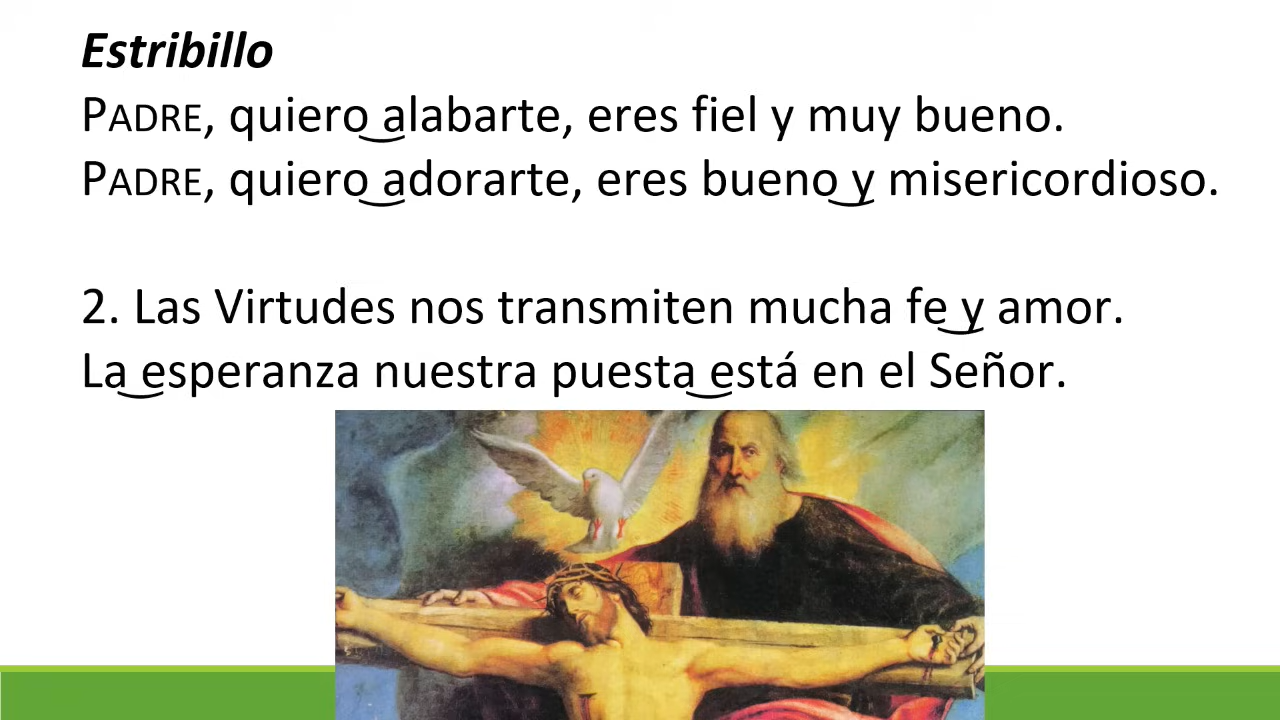 Estribillo
PADRE, quiero‿alabarte, eres fiel y muy bueno.
PADRE, quiero‿adorarte, eres bueno‿y misericordioso.
2. Las Virtudes nos transmiten mucha fe‿y amor.
La‿esperanza nuestra puesta‿está en el Señor.